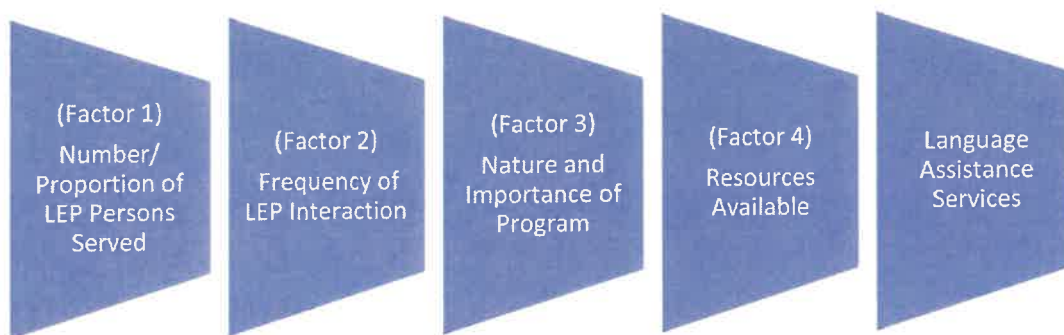 (Factor 1)
Number/
Proportion of
LEP Persons
Served
(Factor 2)
Frequency of
LEP Interaction
(Factor 3)
Nature and
Importance of
Program
(Factor 4)
Resources
Available
Language
Assistance
Services